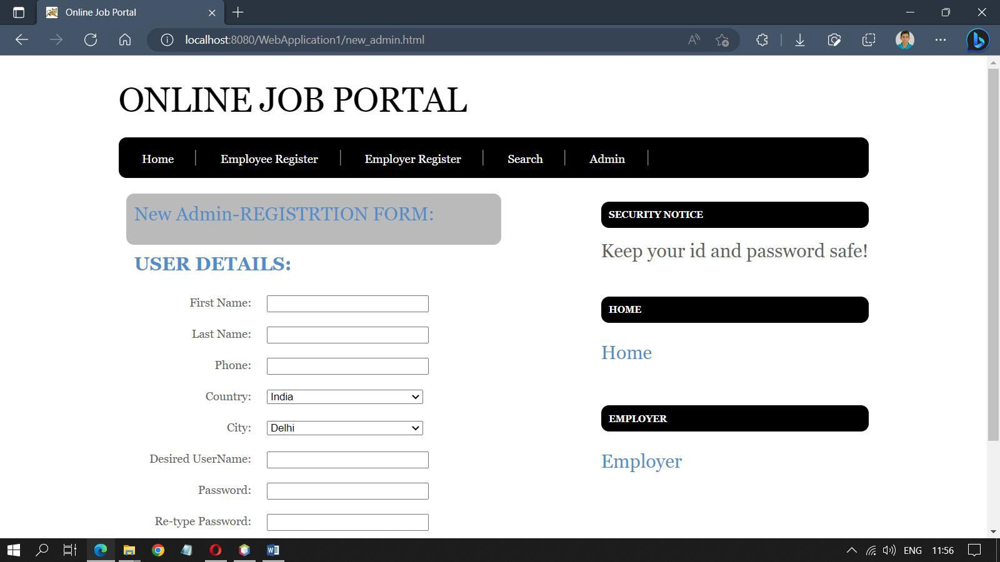 Online Job Portal
localhost:8080/WebApplication1/new_admin.html
ONLINE JOB PORTAL
Home Employee Register Employer Register Search Admin
New Admin-REGISTRTION FORM:
USER DETAILS:
First Name:
Last Name:
Phone:
Country: India
City: Delhi
Desired UserName:
Password:
Re-type Password:
SECURITY NOTICE
Keep your id and password safe!
HOME
Home
EMPLOYER
Employer
ENG 11:56